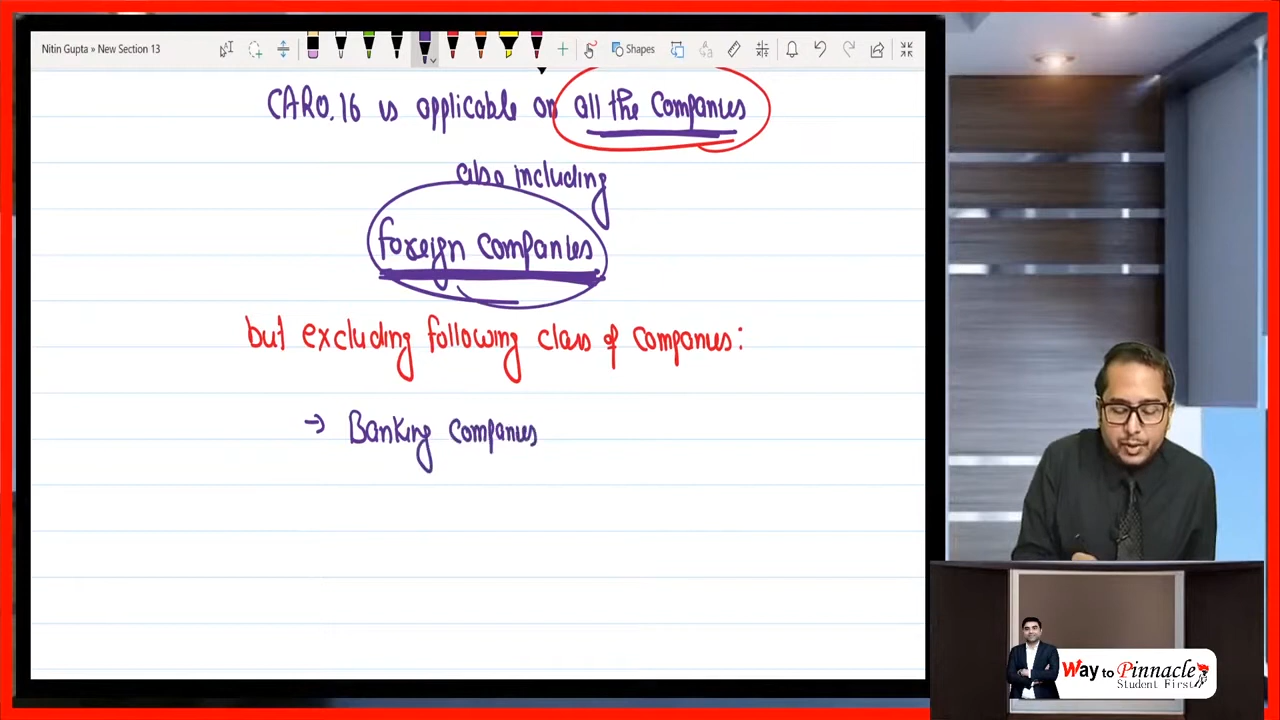 Nitin Gupta » New Section 13
Shapes
CARO.16 is applicable on all the Companies
also including
foreign companies
but excluding following class of companies:
→ Banking companies
Way to Pinnacle
Student First